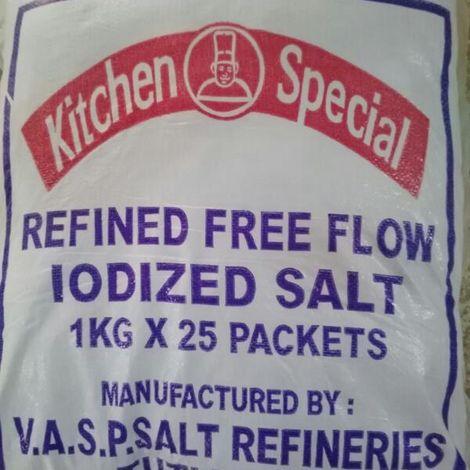 Kitchen Special
REFINED FREE FLOW
IODIZED SALT
1KG X 25 PACKETS
MANUFACTURED BY :
V.A.S.P.SALT REFINERIES